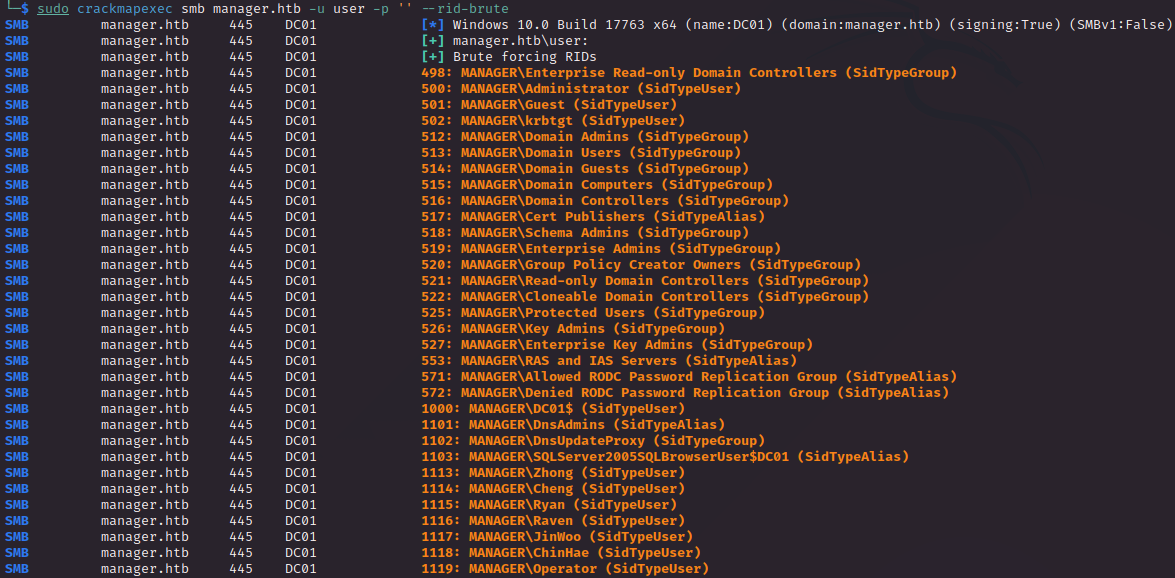 └─$ sudo crackmapexec smb manager.htb -u user -p '' --rid-brute
SMB manager.htb 445 DC01 [*] Windows 10.0 Build 17763 x64 (name:DC01) (domain:manager.htb) (signing:True) (SMBv1:False)
SMB manager.htb 445 DC01 [+] manager.htb\user:
SMB manager.htb 445 DC01 [+] Brute forcing RIDs
SMB manager.htb 445 DC01 498: MANAGER\Enterprise Read-only Domain Controllers (SidTypeGroup)
SMB manager.htb 445 DC01 500: MANAGER\Administrator (SidTypeUser)
SMB manager.htb 445 DC01 501: MANAGER\Guest (SidTypeUser)
SMB manager.htb 445 DC01 502: MANAGER\krbtgt (SidTypeUser)
SMB manager.htb 445 DC01 512: MANAGER\Domain Admins (SidTypeGroup)
SMB manager.htb 445 DC01 513: MANAGER\Domain Users (SidTypeGroup)
SMB manager.htb 445 DC01 514: MANAGER\Domain Guests (SidTypeGroup)
SMB manager.htb 445 DC01 515: MANAGER\Domain Computers (SidTypeGroup)
SMB manager.htb 445 DC01 516: MANAGER\Domain Controllers (SidTypeGroup)
SMB manager.htb 445 DC01 517: MANAGER\Cert Publishers (SidTypeAlias)
SMB manager.htb 445 DC01 518: MANAGER\Schema Admins (SidTypeGroup)
SMB manager.htb 445 DC01 519: MANAGER\Enterprise Admins (SidTypeGroup)
SMB manager.htb 445 DC01 520: MANAGER\Group Policy Creator Owners (SidTypeGroup)
SMB manager.htb 445 DC01 521: MANAGER\Read-only Domain Controllers (SidTypeGroup)
SMB manager.htb 445 DC01 522: MANAGER\Cloneable Domain Controllers (SidTypeGroup)
SMB manager.htb 445 DC01 525: MANAGER\Protected Users (SidTypeGroup)
SMB manager.htb 445 DC01 526: MANAGER\Key Admins (SidTypeGroup)
SMB manager.htb 445 DC01 527: MANAGER\Enterprise Key Admins (SidTypeGroup)
SMB manager.htb 445 DC01 553: MANAGER\RAS and IAS Servers (SidTypeAlias)
SMB manager.htb 445 DC01 571: MANAGER\Allowed RODC Password Replication Group (SidTypeAlias)
SMB manager.htb 445 DC01 572: MANAGER\Denied RODC Password Replication Group (SidTypeAlias)
SMB manager.htb 445 DC01 1000: MANAGER\DC01$ (SidTypeUser)
SMB manager.htb 445 DC01 1101: MANAGER\DnsAdmins (SidTypeAlias)
SMB manager.htb 445 DC01 1102: MANAGER\DnsUpdateProxy (SidTypeGroup)
SMB manager.htb 445 DC01 1103: MANAGER\SQLServer2005SQLBrowserUser$DC01 (SidTypeAlias)
SMB manager.htb 445 DC01 1113: MANAGER\Zhong (SidTypeUser)
SMB manager.htb 445 DC01 1114: MANAGER\Cheng (SidTypeUser)
SMB manager.htb 445 DC01 1115: MANAGER\Ryan (SidTypeUser)
SMB manager.htb 445 DC01 1116: MANAGER\Raven (SidTypeUser)
SMB manager.htb 445 DC01 1117: MANAGER\JinWoo (SidTypeUser)
SMB manager.htb 445 DC01 1118: MANAGER\ChinHae (SidTypeUser)
SMB manager.htb 445 DC01 1119: MANAGER\Operator (SidTypeUser)